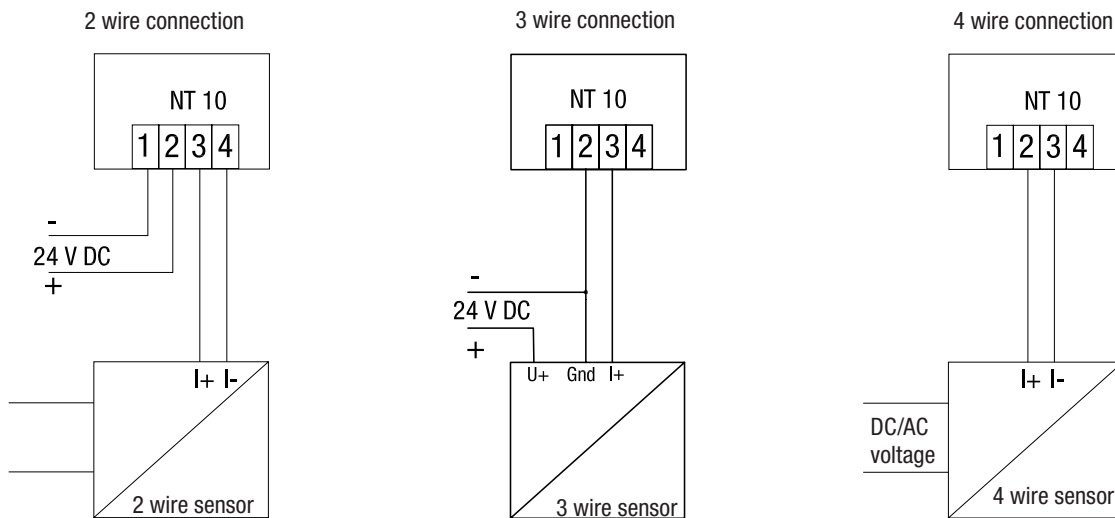 2 wire connection
NT 10
1 2 3 4
-
24 V DC
+
I+ I-
2 wire sensor
3 wire connection
NT 10
1 2 3 4
-
24 V DC
+
U+ Gnd I+
3 wire sensor
4 wire connection
NT 10
1 2 3 4
I+ I-
DC/AC
voltage
4 wire sensor